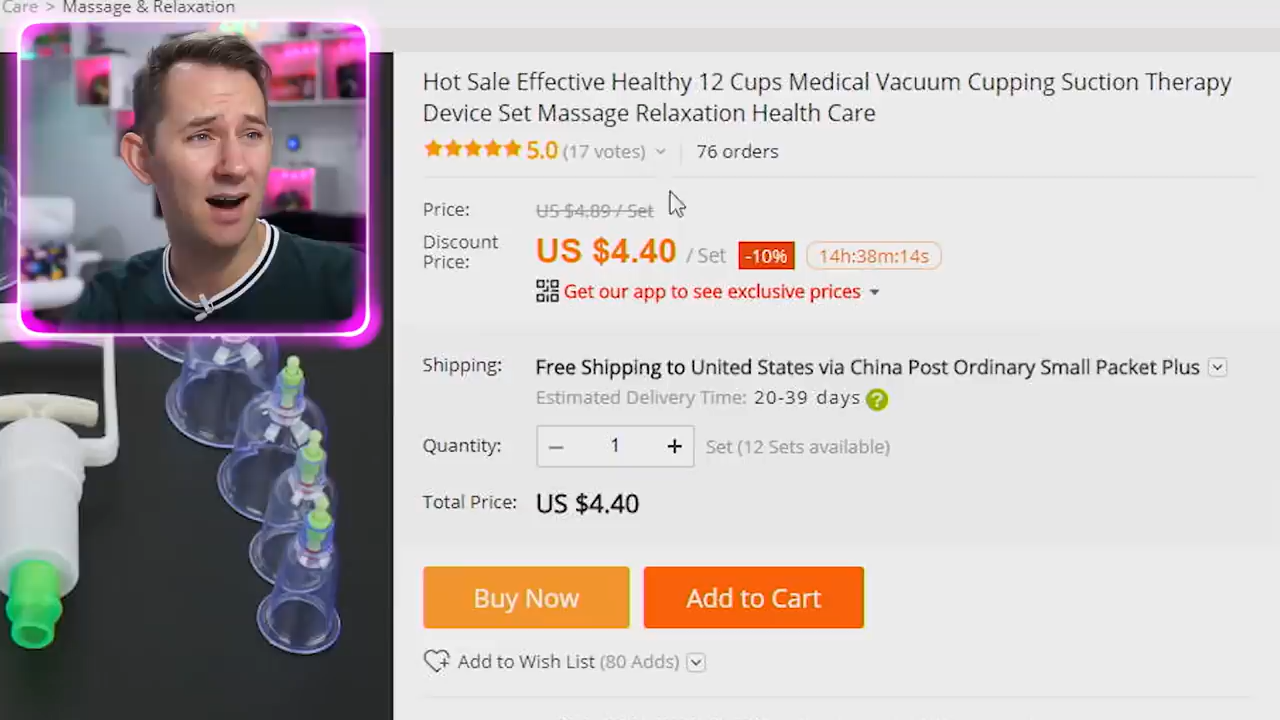 Care > Massage & Relaxation
Hot Sale Effective Healthy 12 Cups Medical Vacuum Cupping Suction Therapy
Device Set Massage Relaxation Health Care
5.0 (17 votes) 76 orders
Price: US $4.89 / Set
Discount
Price: US $4.40 / Set -10% 14h:38m:14s
Get our app to see exclusive prices
Shipping: Free Shipping to United States via China Post Ordinary Small Packet Plus
Estimated Delivery Time: 20-39 days ?
Quantity: – 1 + Set (12 Sets available)
Total Price: US $4.40
Buy Now Add to Cart
Add to Wish List (80 Adds)